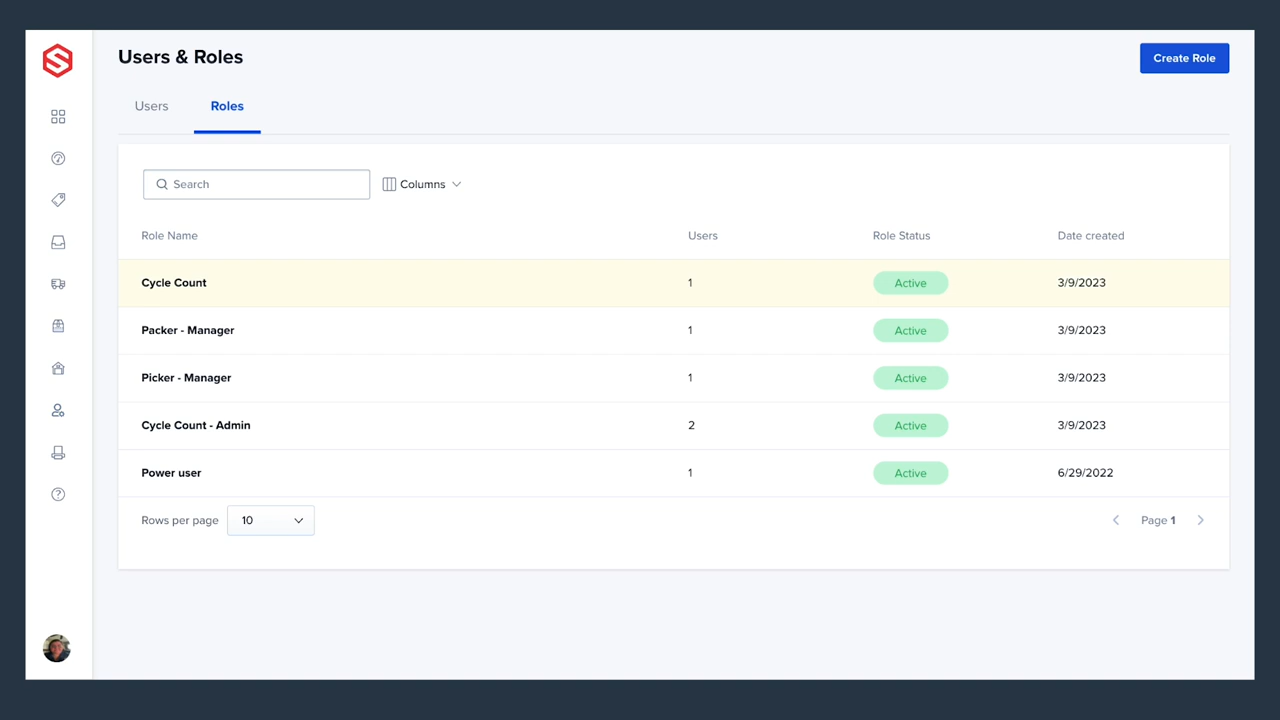 Users & Roles
Create Role
Users
Roles
Search
Columns
Role Name Users Role Status Date created
Cycle Count 1 Active 3/9/2023
Packer - Manager 1 Active 3/9/2023
Picker - Manager 1 Active 3/9/2023
Cycle Count - Admin 2 Active 3/9/2023
Power user 1 Active 6/29/2022
Rows per page 10 Page 1